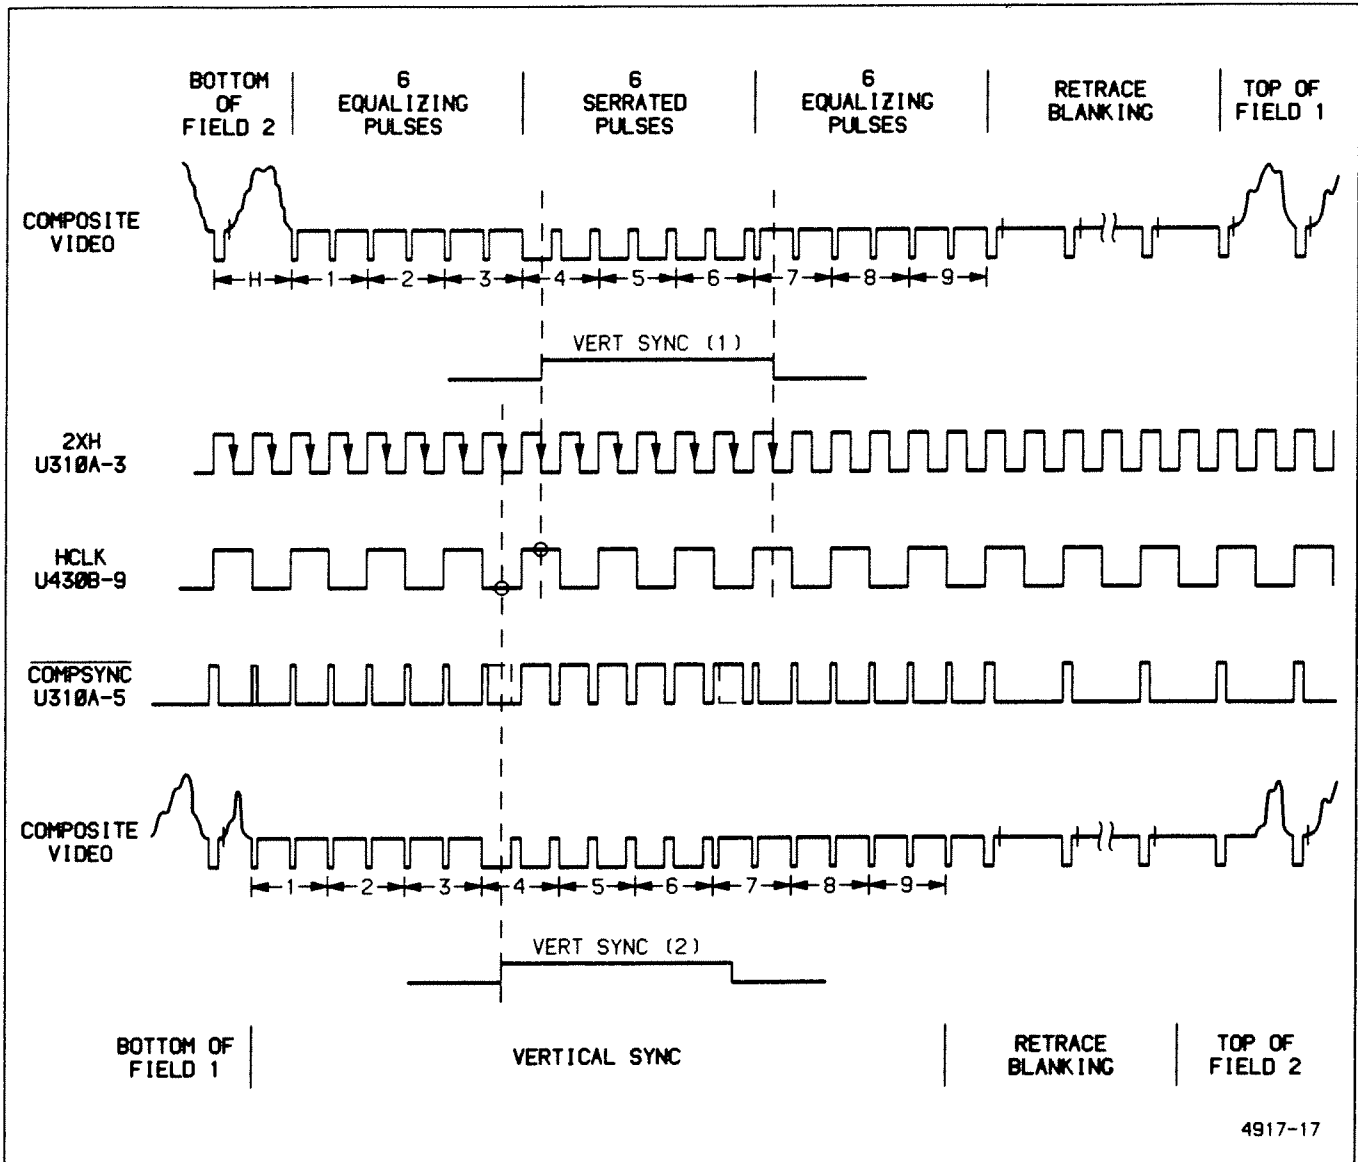 BOTTOM
OF
FIELD 2
6
EQUALIZING
PULSES
6
SERRATED
PULSES
6
EQUALIZING
PULSES
RETRACE
BLANKING
TOP OF
FIELD 1
COMPOSITE
VIDEO
H 1 2 3 4 5 6 7 8 9
VERT SYNC (1)
2XH
U310A-3
HCLK
U430B-9
COMPSYNC
U310A-5
COMPOSITE
VIDEO
1 2 3 4 5 6 7 8 9
VERT SYNC (2)
BOTTOM OF
FIELD 1
VERTICAL SYNC
RETRACE
BLANKING
TOP OF
FIELD 2
4917-17